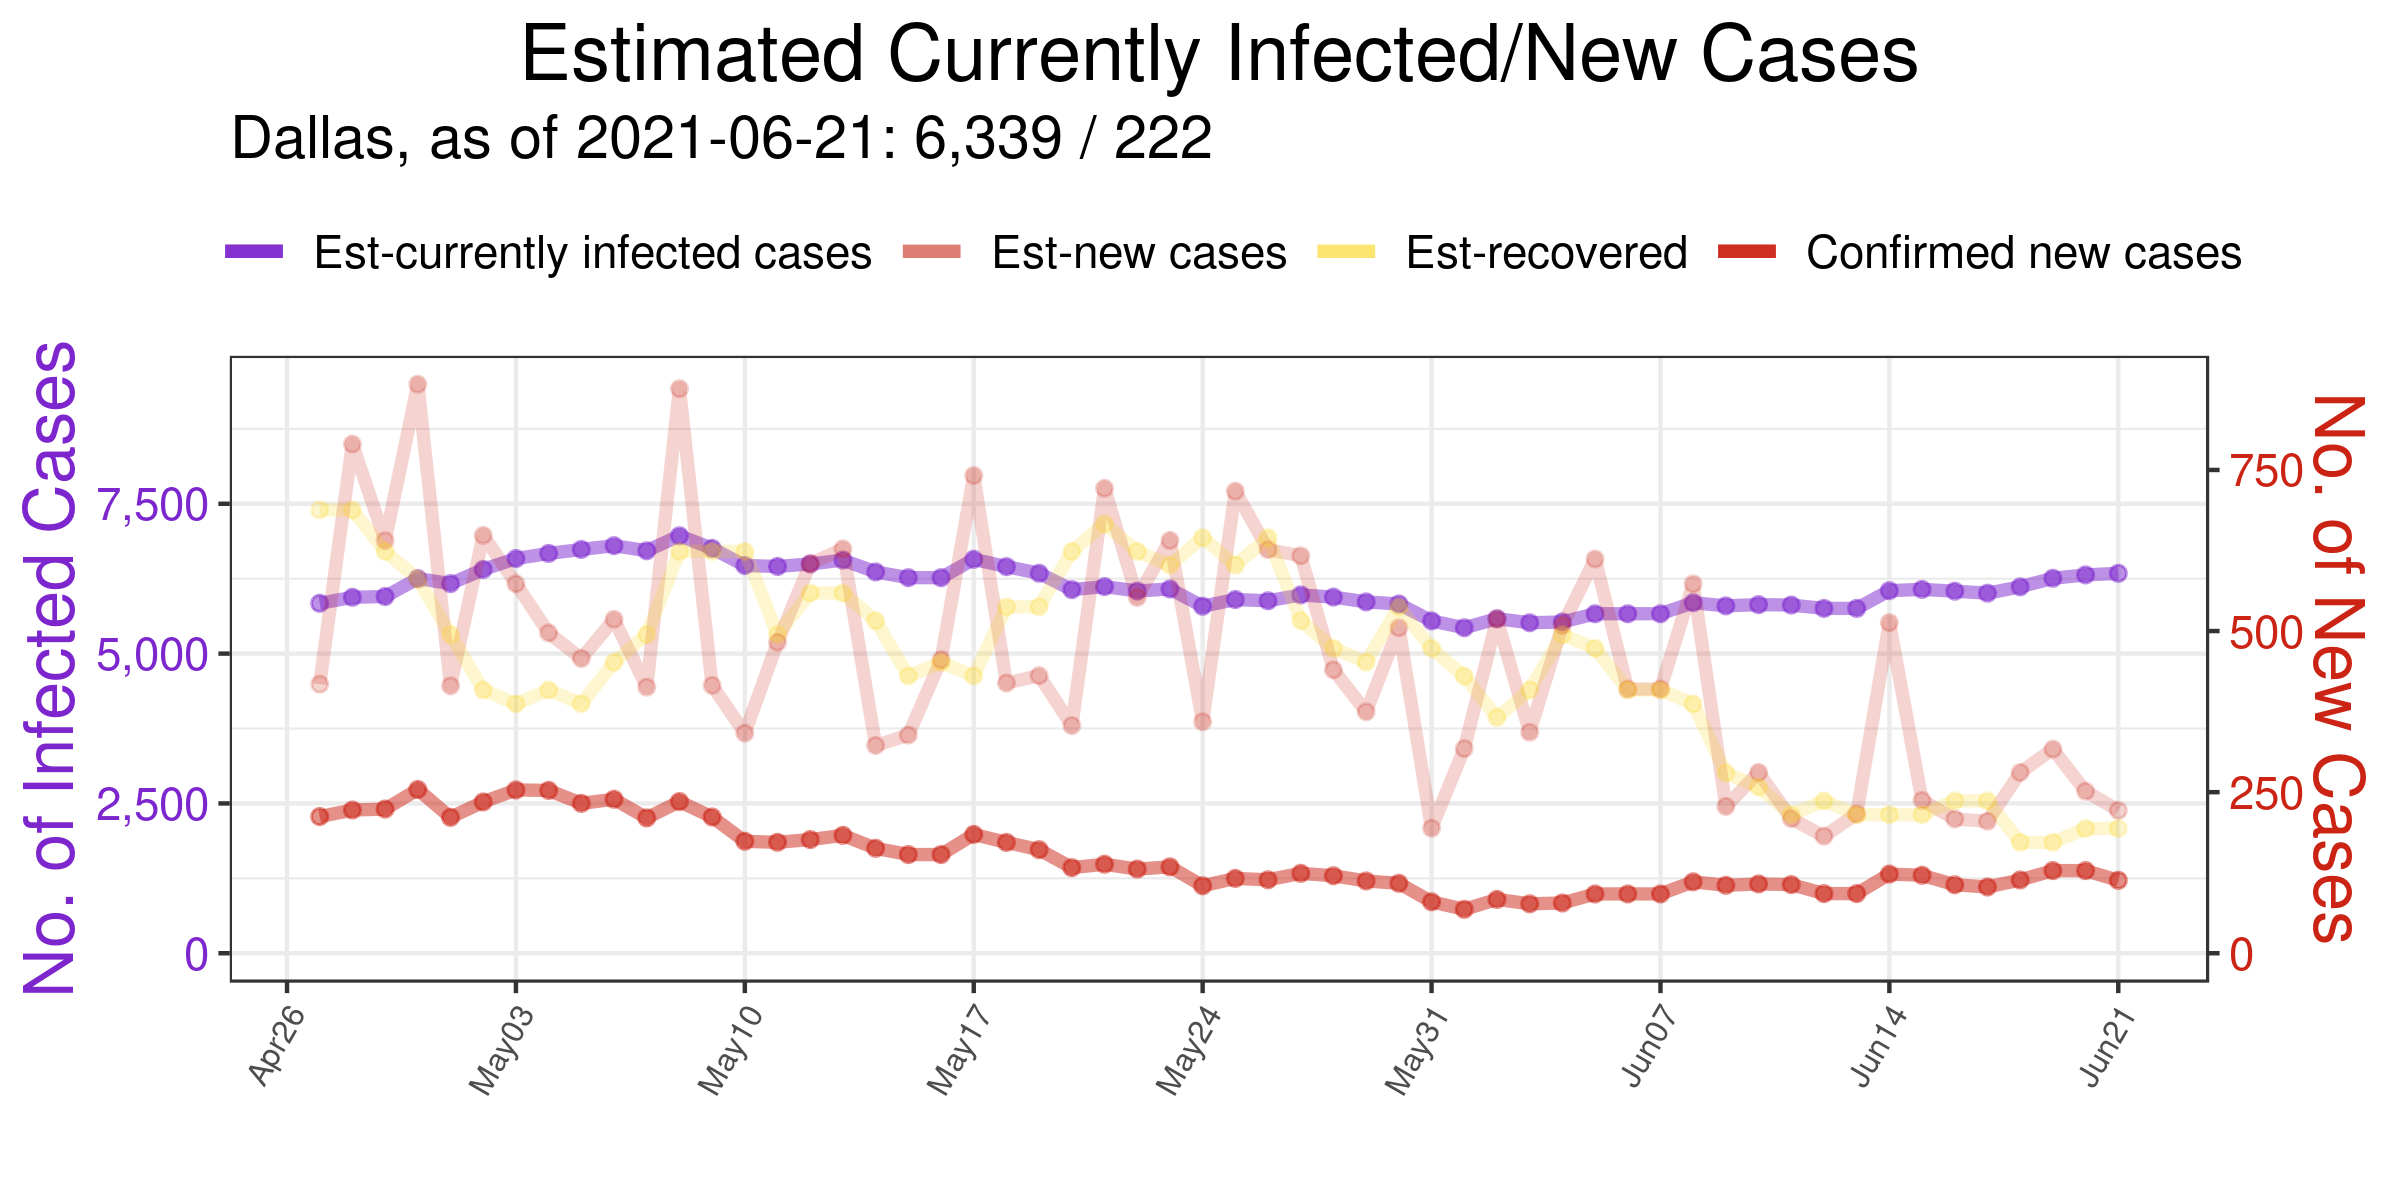 Estimated Currently Infected/New Cases
Dallas, as of 2021-06-21: 6,339 / 222
Est-currently infected cases Est-new cases Est-recovered Confirmed new cases
No. of Infected Cases
7,500
5,000
2,500
0
750
500
250
0
No. of New Cases
Apr26 May03 May10 May17 May24 May31 Jun07 Jun14 Jun21